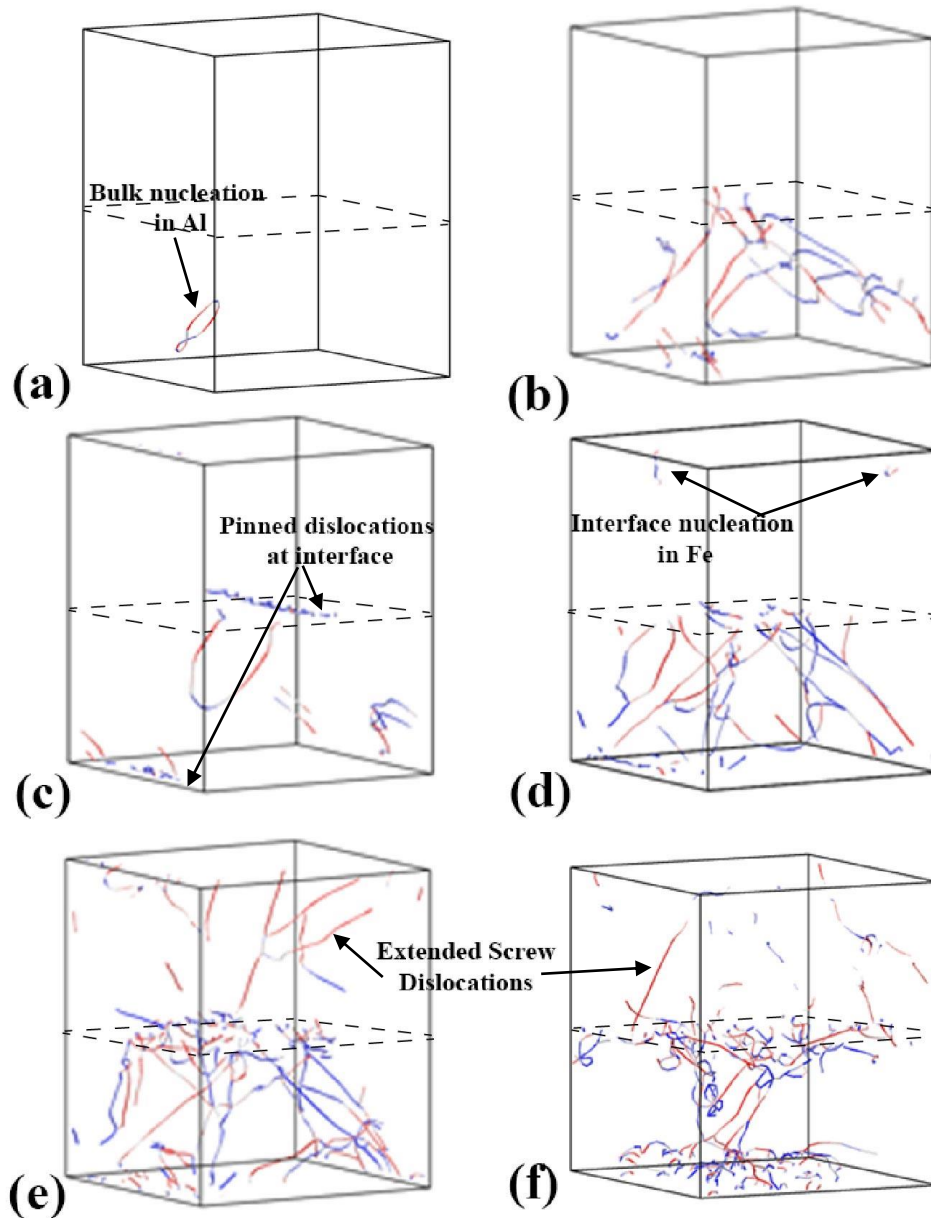 Bulk nucleation
in Al
(a)
(b)
Pinned dislocations
at interface
(c)
Interface nucleation
in Fe
(d)
Extended Screw
Dislocations
(e)
(f)